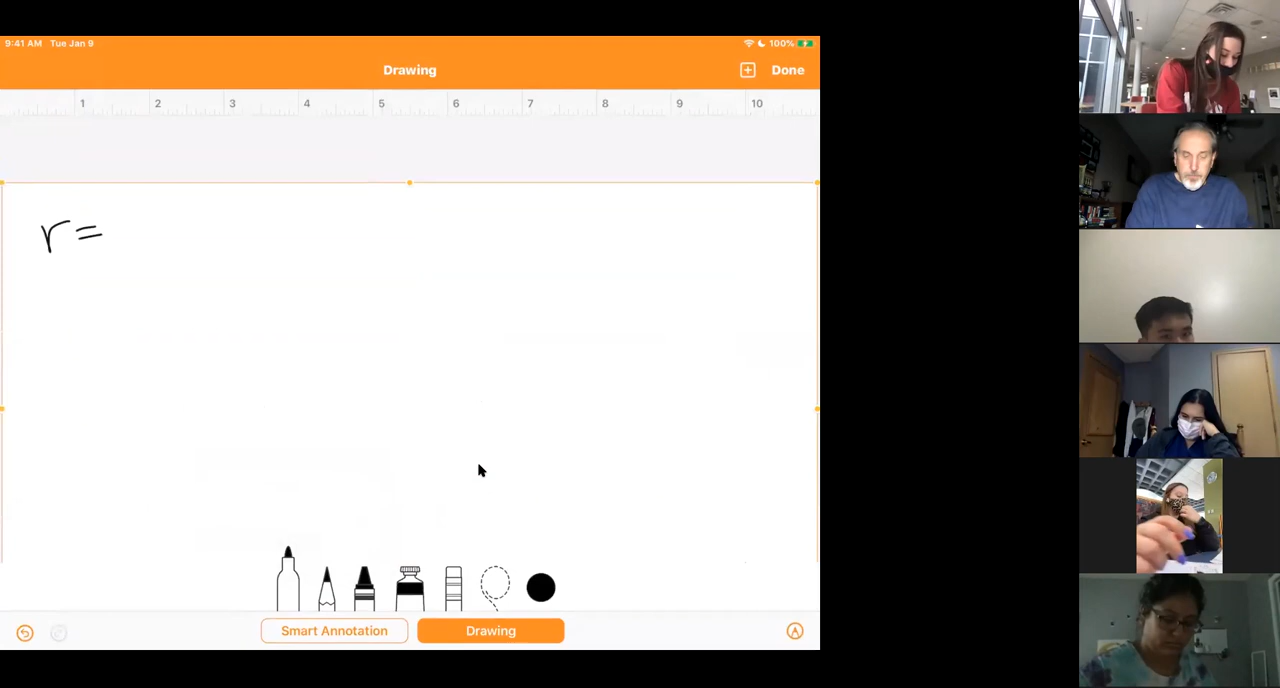 9:41 AM Tue Jan 9
100%
Drawing
Done
1 2 3 4 5 6 7 8 9 10
r =
Smart Annotation
Drawing